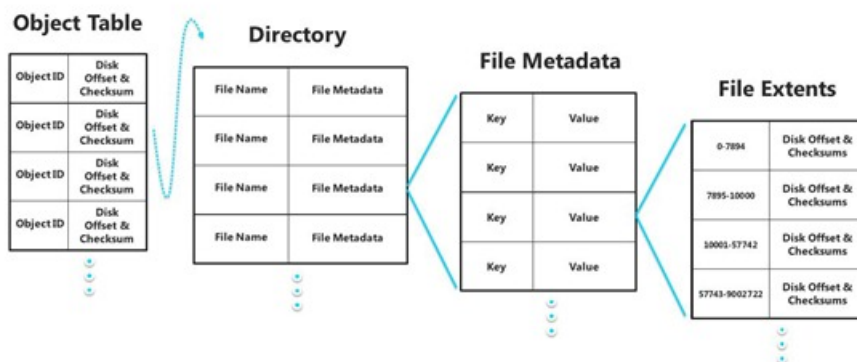 Object Table
Object ID
Disk
Offset &
Checksum
Object ID
Disk
Offset &
Checksum
Object ID
Disk
Offset &
Checksum
Object ID
Disk
Offset &
Checksum
Directory
File Name File Metadata
File Name File Metadata
File Name File Metadata
File Name File Metadata
File Metadata
Key Value
Key Value
Key Value
Key Value
File Extents
0-7894
Disk Offset &
Checksums
7895-10000
Disk Offset &
Checksums
10001-57742
Disk Offset &
Checksums
57743-9002722
Disk Offset &
Checksums